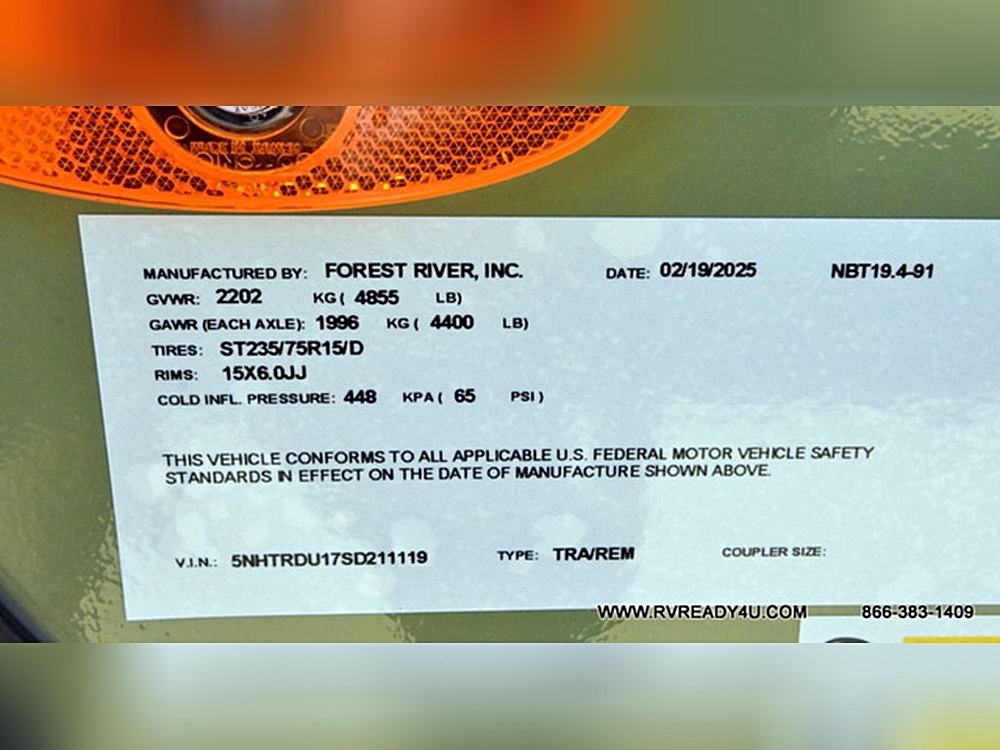 MANUFACTURED BY: FOREST RIVER, INC. DATE: 02/19/2025 NBT19.4-91
GVWR: 2202 KG ( 4855 LB)
GAWR (EACH AXLE): 1996 KG ( 4400 LB)
TIRES: ST235/75R15/D
RIMS: 15X6.0JJ
COLD INFL. PRESSURE: 448 KPA ( 65 PSI )
THIS VEHICLE CONFORMS TO ALL APPLICABLE U.S. FEDERAL MOTOR VEHICLE SAFETY
STANDARDS IN EFFECT ON THE DATE OF MANUFACTURE SHOWN ABOVE.
V.I.N.: 5NHTRDU17SD211119 TYPE: TRA/REM COUPLER SIZE:
WWW.RVREADY4U.COM 866-383-1409